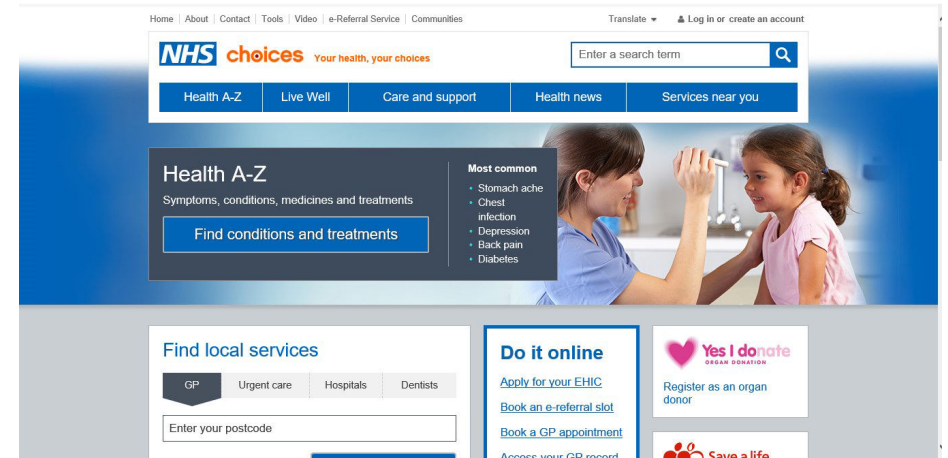 Home About Contact Tools Video e-Referral Service Communities Translate Log in or create an account
NHS choices Your health, your choices
Enter a search term
Health A-Z Live Well Care and support Health news Services near you
Health A-Z
Symptoms, conditions, medicines and treatments
Find conditions and treatments
Most common
Stomach ache
Chest
infection
Depression
Back pain
Diabetes
Find local services
GP Urgent care Hospitals Dentists
Enter your postcode
Do it online
Apply for your EHIC
Book an e-referral slot
Book a GP appointment
Access your GP record
Yes I donate
ORGAN DONATION
Register as an organ
donor
Save a life